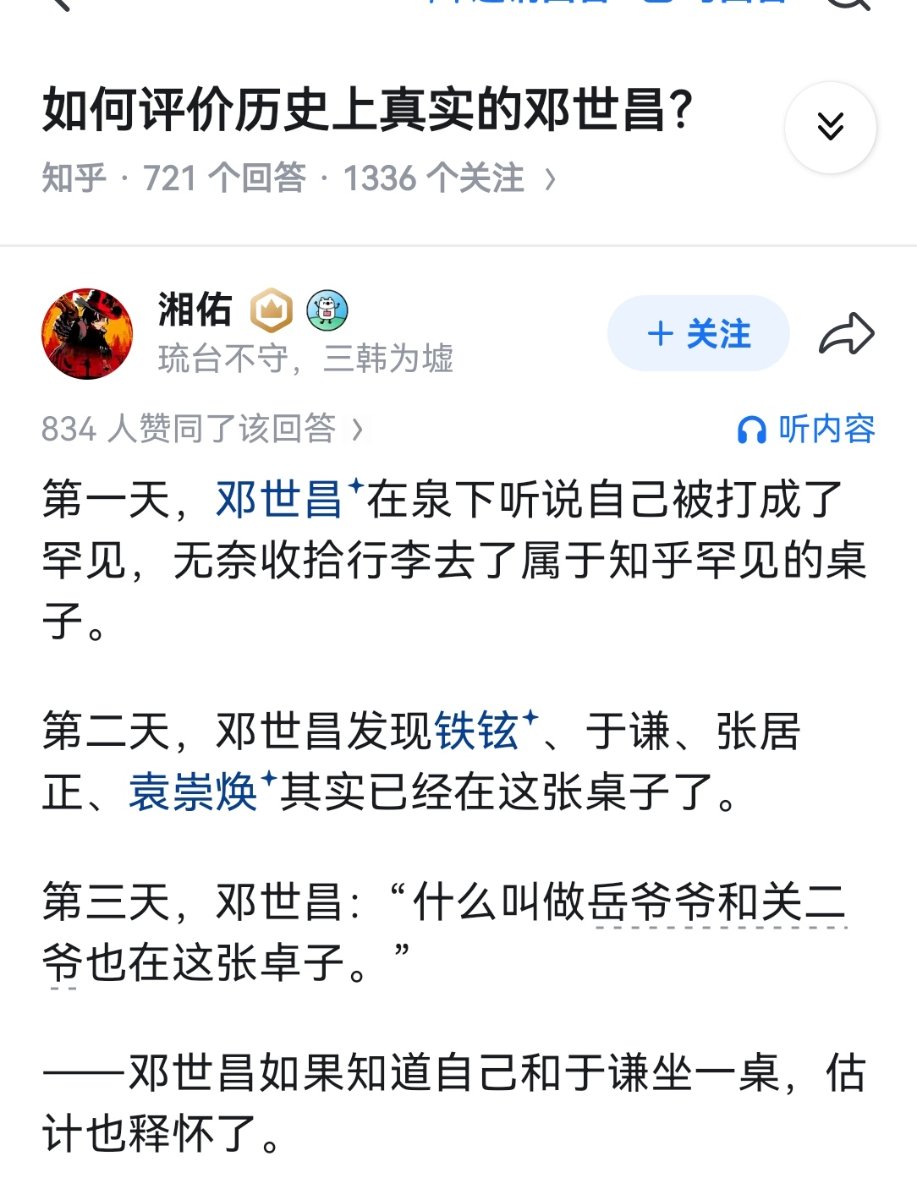 如何评价历史上真实的邓世昌？
知乎 · 721 个回答 · 1336 个关注 >
湘佑
琉台不守，三韩为墟
+ 关注
834 人赞同了该回答 >
听内容
第一天，邓世昌在泉下听说自己被打成了
罕见，无奈收拾行李去了属于知乎罕见的桌
子。
第二天，邓世昌发现铁铉、于谦、张居
正、袁崇焕其实已经在这张桌子了。
第三天，邓世昌：“什么叫做岳爷爷和关二
爷也在这张卓子。”
——邓世昌如果知道自己和于谦坐一桌，估
计也释怀了。